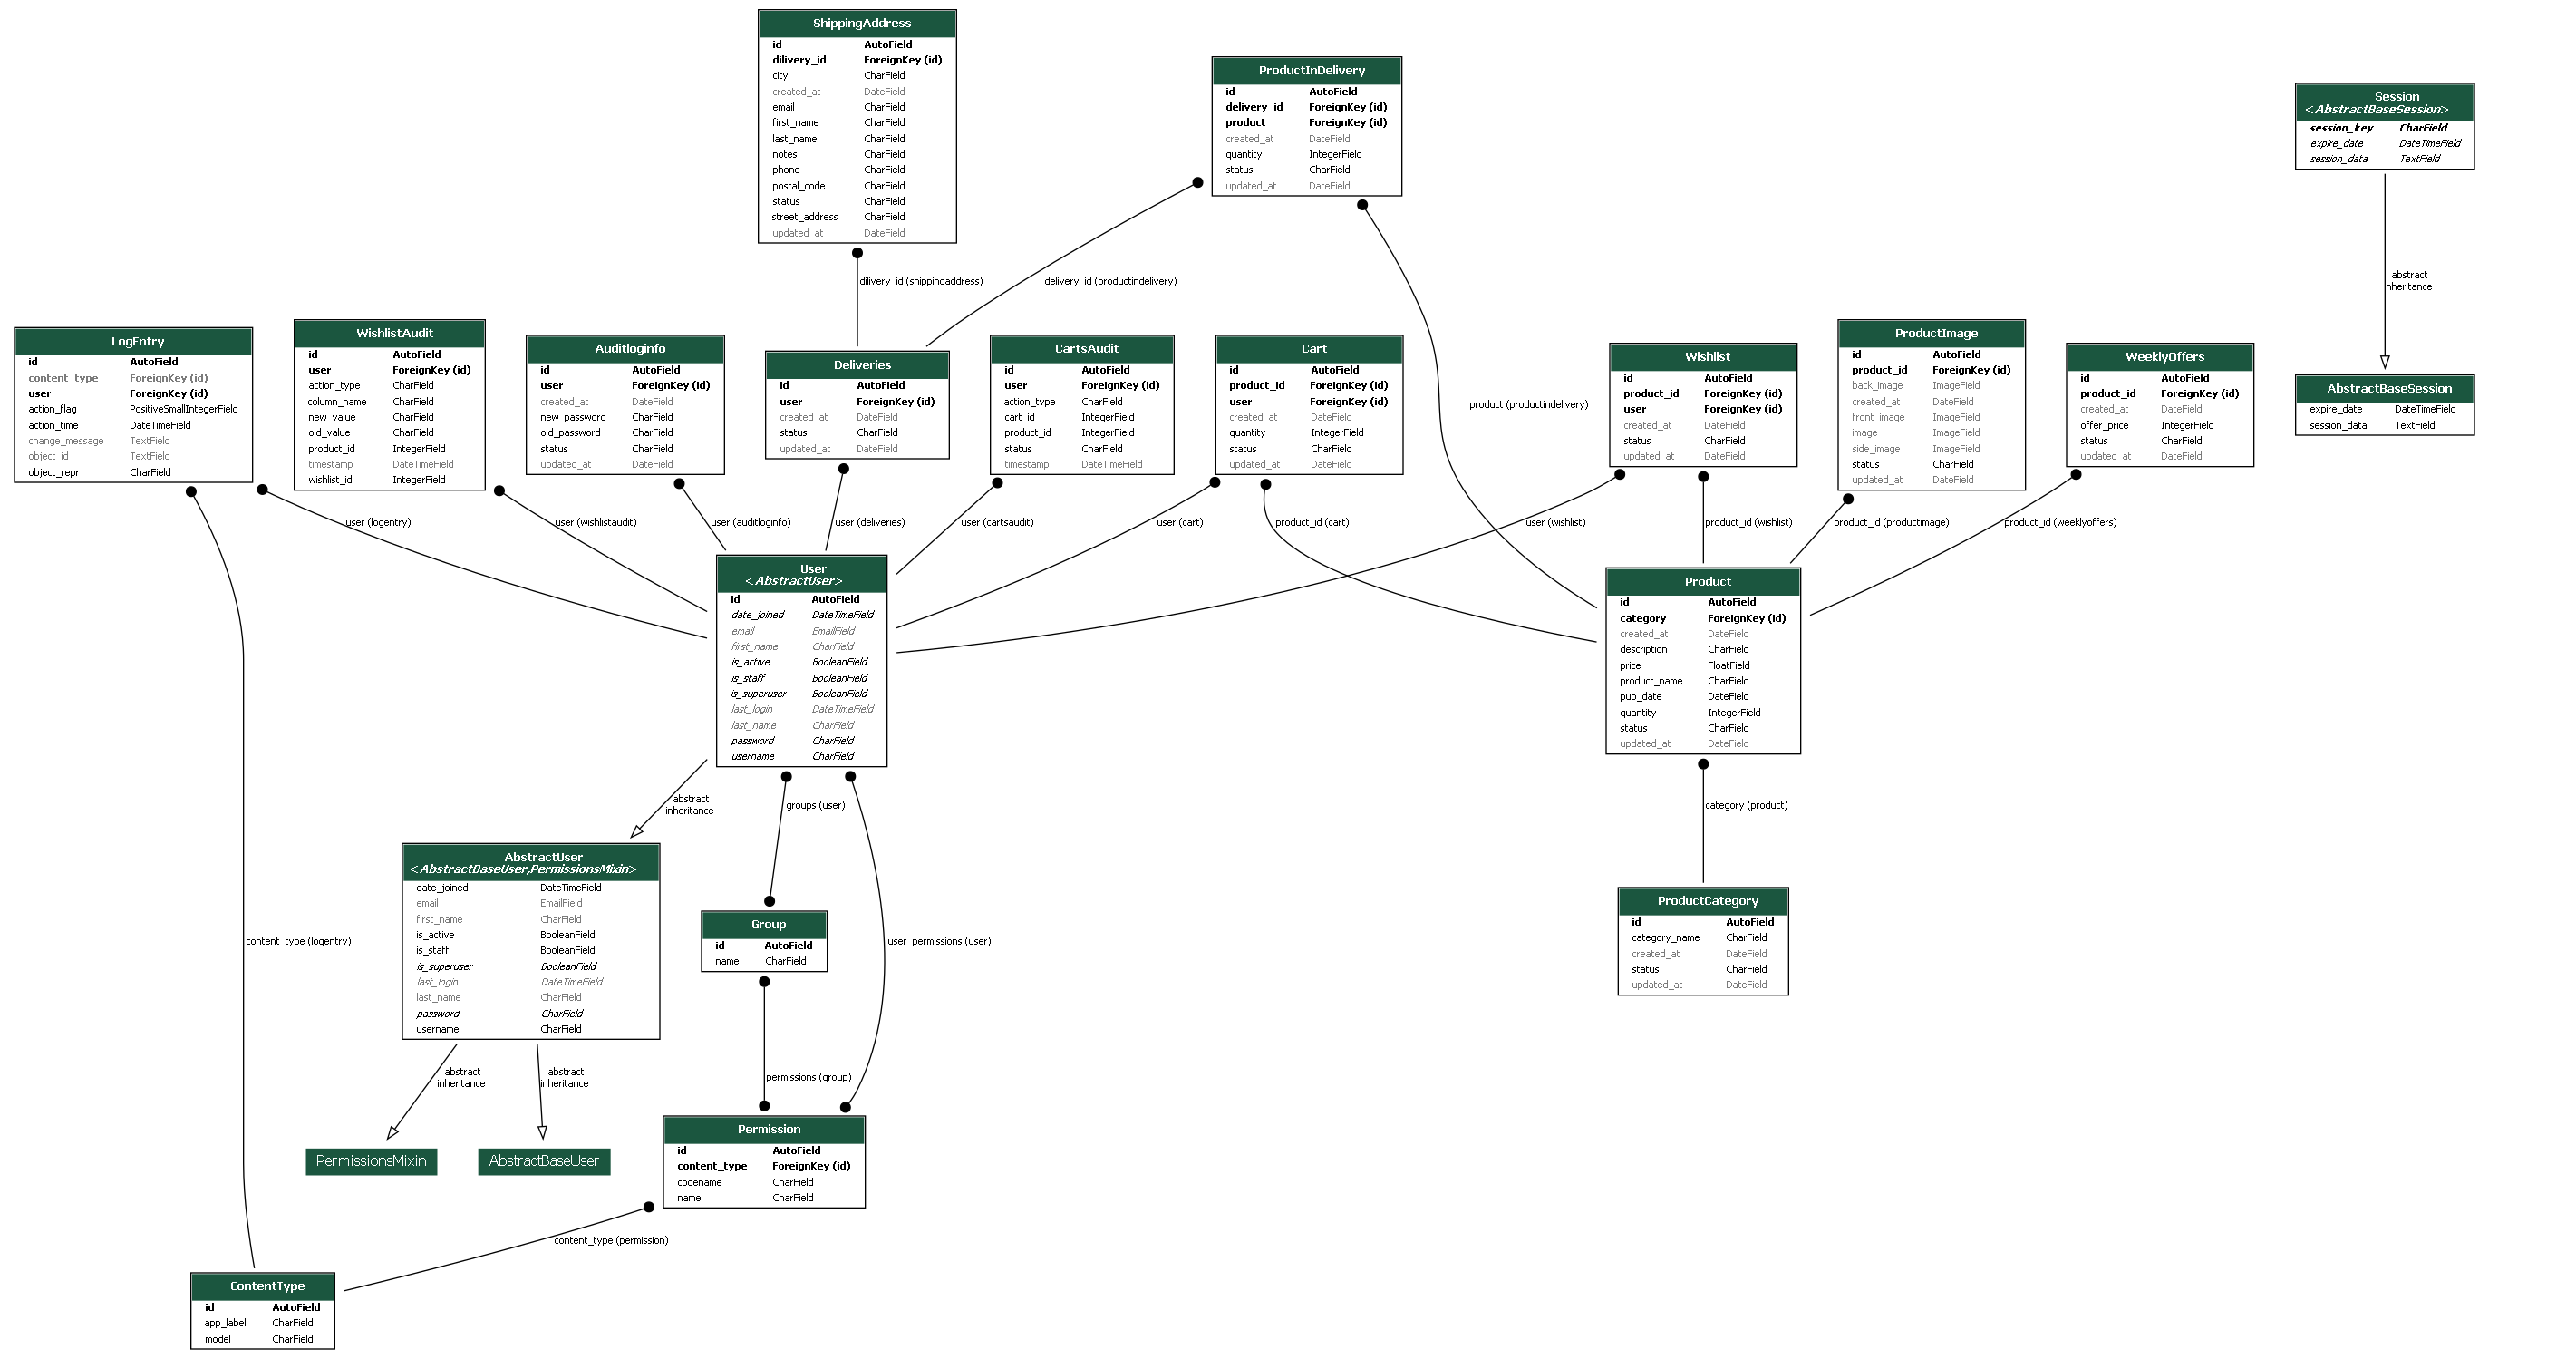 ShippingAddress
id AutoField
dilivery_id ForeignKey (id)
city CharField
created_at DateField
email CharField
first_name CharField
last_name CharField
notes CharField
phone CharField
postal_code CharField
status CharField
street_address CharField
updated_at DateField
ProductInDelivery
id AutoField
delivery_id ForeignKey (id)
product ForeignKey (id)
created_at DateField
quantity IntegerField
status CharField
updated_at DateField
Session
<AbstractBaseSession>
session_key CharField
expire_date DateTimeField
session_data TextField
dilivery_id (shippingaddress)
delivery_id (productindelivery)
abstract
nheritance
LogEntry
id AutoField
content_type ForeignKey (id)
user ForeignKey (id)
action_flag PositiveSmallIntegerField
action_time DateTimeField
change_message TextField
object_id TextField
object_repr CharField
WishlistAudit
id AutoField
user ForeignKey (id)
action_type CharField
column_name CharField
new_value CharField
old_value CharField
product_id IntegerField
timestamp DateTimeField
wishlist_id IntegerField
Auditloginfo
id AutoField
user ForeignKey (id)
created_at DateField
new_password CharField
old_password CharField
status CharField
updated_at DateField
Deliveries
id AutoField
user ForeignKey (id)
created_at DateField
status CharField
updated_at DateField
CartsAudit
id AutoField
user ForeignKey (id)
action_type CharField
cart_id IntegerField
product_id IntegerField
status CharField
timestamp DateTimeField
Cart
id AutoField
product_id ForeignKey (id)
user ForeignKey (id)
created_at DateField
quantity IntegerField
status CharField
updated_at DateField
product (productindelivery)
Wishlist
id AutoField
product_id ForeignKey (id)
user ForeignKey (id)
created_at DateField
status CharField
updated_at DateField
ProductImage
id AutoField
product_id ForeignKey (id)
back_image ImageField
created_at DateField
front_image ImageField
image ImageField
side_image ImageField
status CharField
updated_at DateField
WeeklyOffers
id AutoField
product_id ForeignKey (id)
created_at DateField
offer_price IntegerField
status CharField
updated_at DateField
AbstractBaseSession
expire_date DateTimeField
session_data TextField
user (logentry)
user (wishlistaudit)
user (auditloginfo)
user (deliveries)
user (cartsaudit)
user (cart)
product_id (cart)
user (wishlist)
product_id (wishlist)
product_id (productimage)
product_id (weeklyoffers)
User
<AbstractUser>
id AutoField
date_joined DateTimeField
email EmailField
first_name CharField
is_active BooleanField
is_staff BooleanField
is_superuser BooleanField
last_login DateTimeField
last_name CharField
password CharField
username CharField
Product
id AutoField
category ForeignKey (id)
created_at DateField
description CharField
price FloatField
product_name CharField
pub_date DateField
quantity IntegerField
status CharField
updated_at DateField
abstract
inheritance
groups (user)
category (product)
AbstractUser
<AbstractBaseUser,PermissionsMixin>
date_joined DateTimeField
email EmailField
first_name CharField
is_active BooleanField
is_staff BooleanField
is_superuser BooleanField
last_login DateTimeField
last_name CharField
password CharField
username CharField
Group
id AutoField
name CharField
content_type (logentry)
user_permissions (user)
ProductCategory
id AutoField
category_name CharField
created_at DateField
status CharField
updated_at DateField
abstract
inheritance
abstract
inheritance
permissions (group)
PermissionsMixin
AbstractBaseUser
Permission
id AutoField
content_type ForeignKey (id)
codename CharField
name CharField
content_type (permission)
ContentType
id AutoField
app_label CharField
model CharField